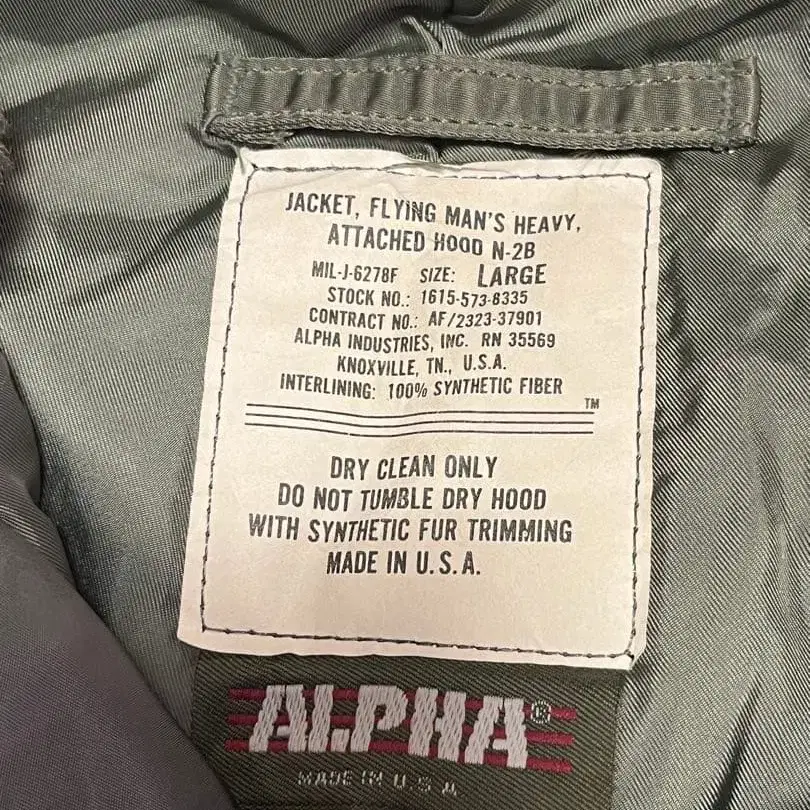 JACKET, FLYING MAN'S HEAVY,
ATTACHED HOOD N-2B
MIL-J-6278F SIZE: LARGE
STOCK NO.: 1615-573-8335
CONTRACT NO.: AF/2323-37901
ALPHA INDUSTRIES, INC. RN 35569
KNOXVILLE, TN., U.S.A.
INTERLINING: 100% SYNTHETIC FIBER
TM
DRY CLEAN ONLY
DO NOT TUMBLE DRY HOOD
WITH SYNTHETIC FUR TRIMMING
MADE IN U.S.A.
ALPHA®
MADE IN U.S.A.